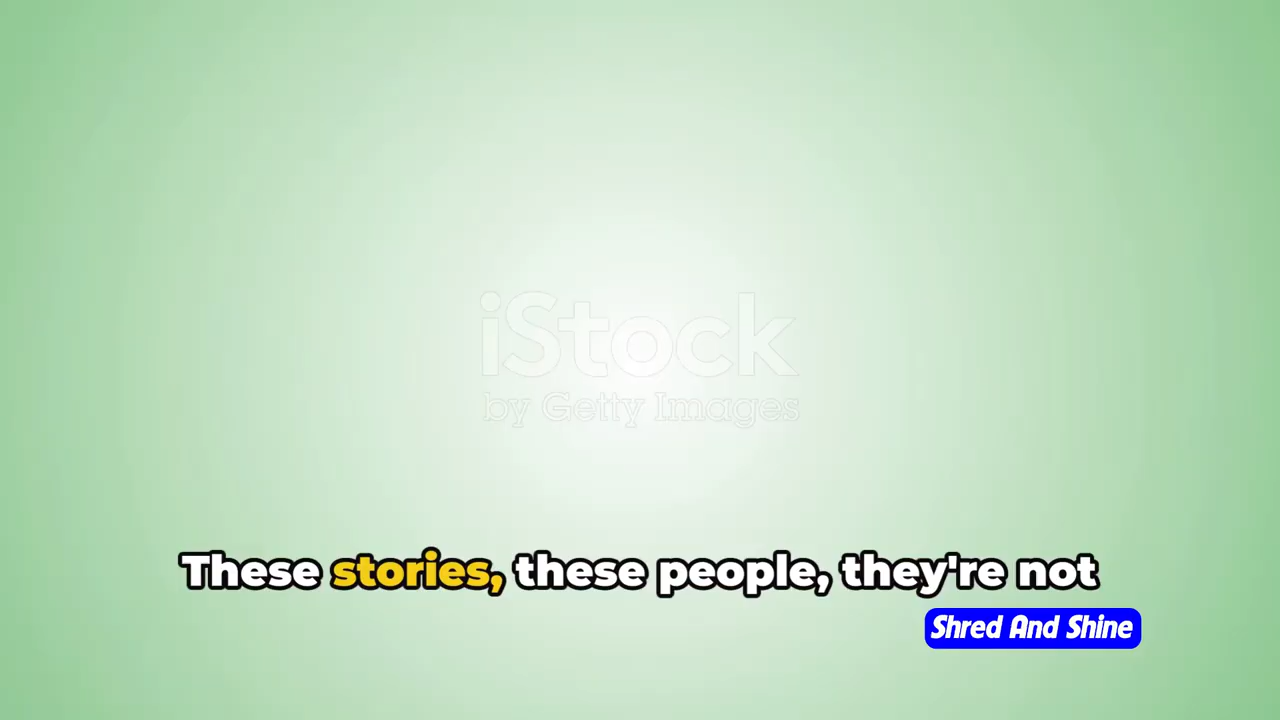 iStock
by Getty Images
These stories, these people, they're not
Shred And Shine